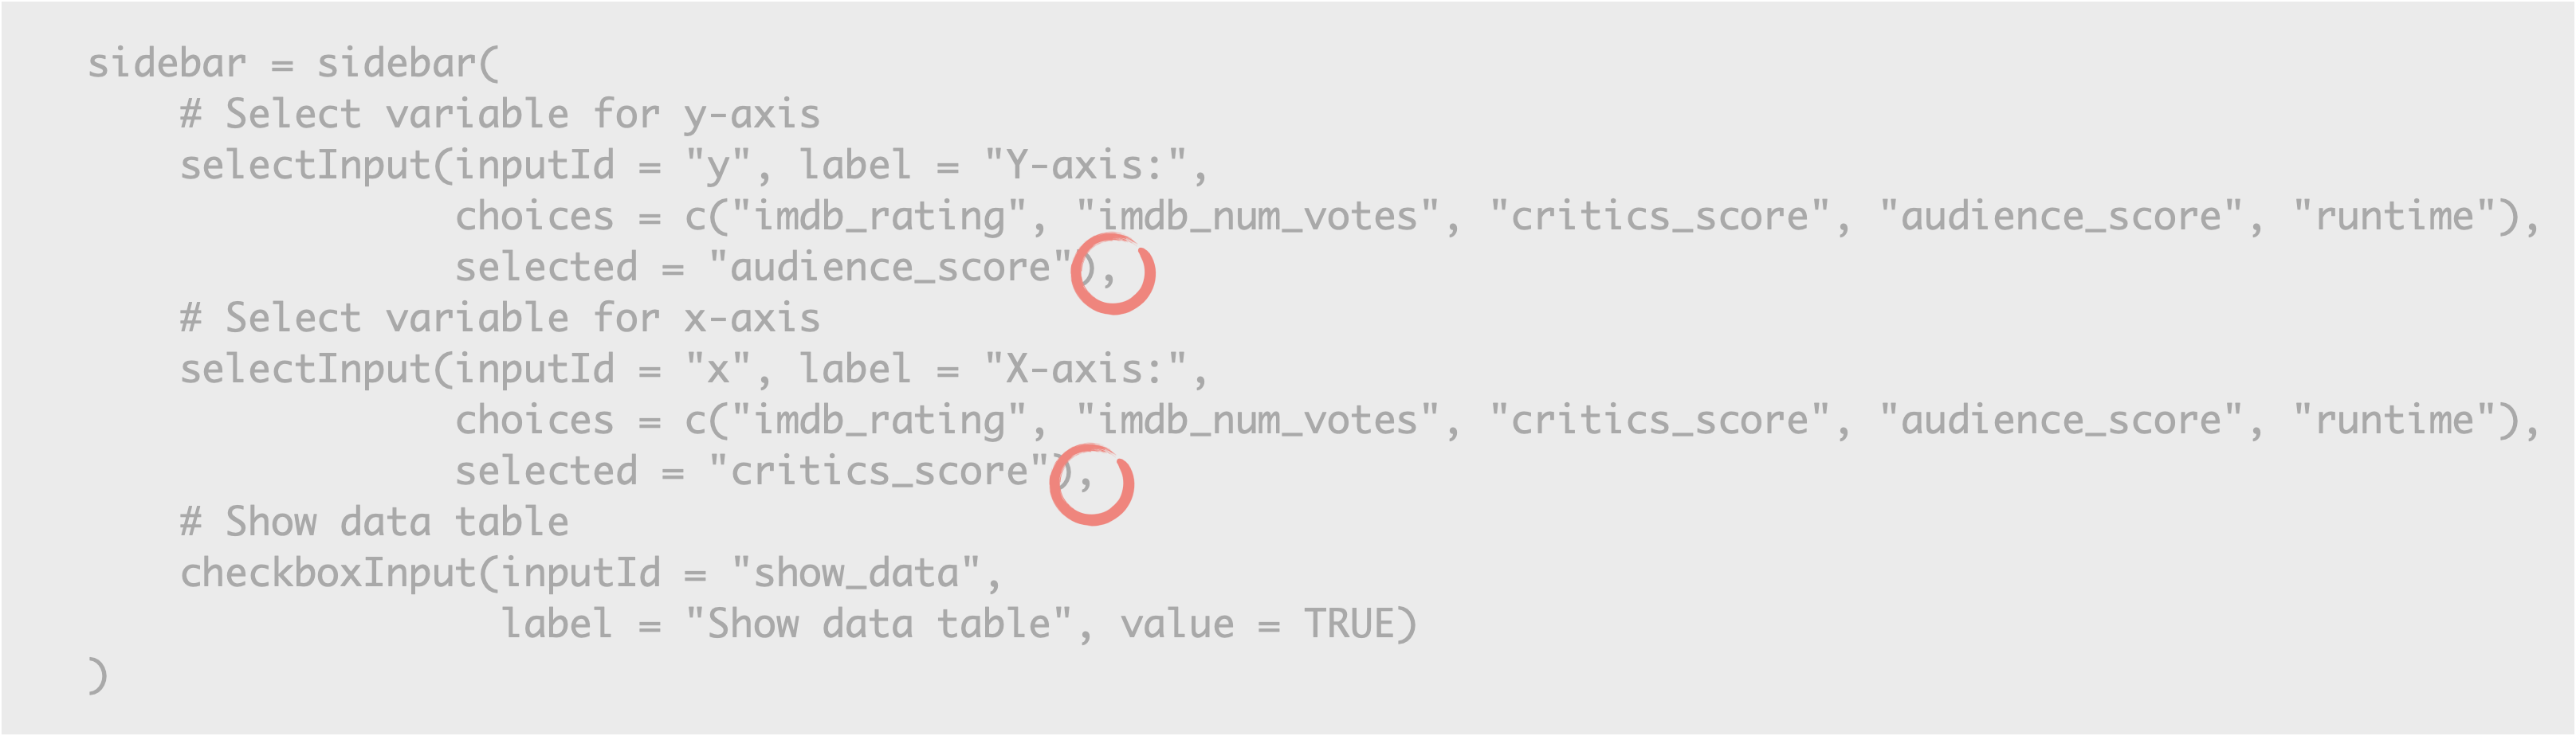 sidebar = sidebar(
    # Select variable for y-axis
    selectInput(inputId = "y", label = "Y-axis:",
                choices = c("imdb_rating", "imdb_num_votes", "critics_score", "audience_score", "runtime"),
                selected = "audience_score"),
    # Select variable for x-axis
    selectInput(inputId = "x", label = "X-axis:",
                choices = c("imdb_rating", "imdb_num_votes", "critics_score", "audience_score", "runtime"),
                selected = "critics_score"),
    # Show data table
    checkboxInput(inputId = "show_data",
                  label = "Show data table", value = TRUE)
)